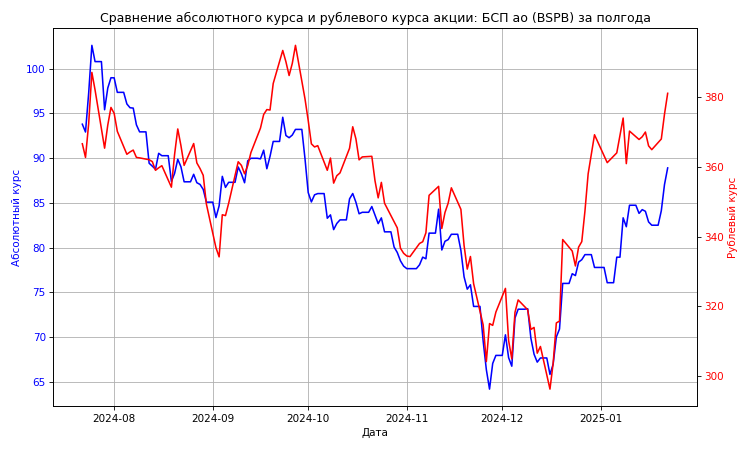 Сравнение абсолютного курса и рублевого курса акции: БСП ао (BSPB) за полгода
100
95
90
85
80
75
70
65
Абсолютный курс
380
360
340
320
300
Рублевый курс
2024-08 2024-09 2024-10 2024-11 2024-12 2025-01
Дата